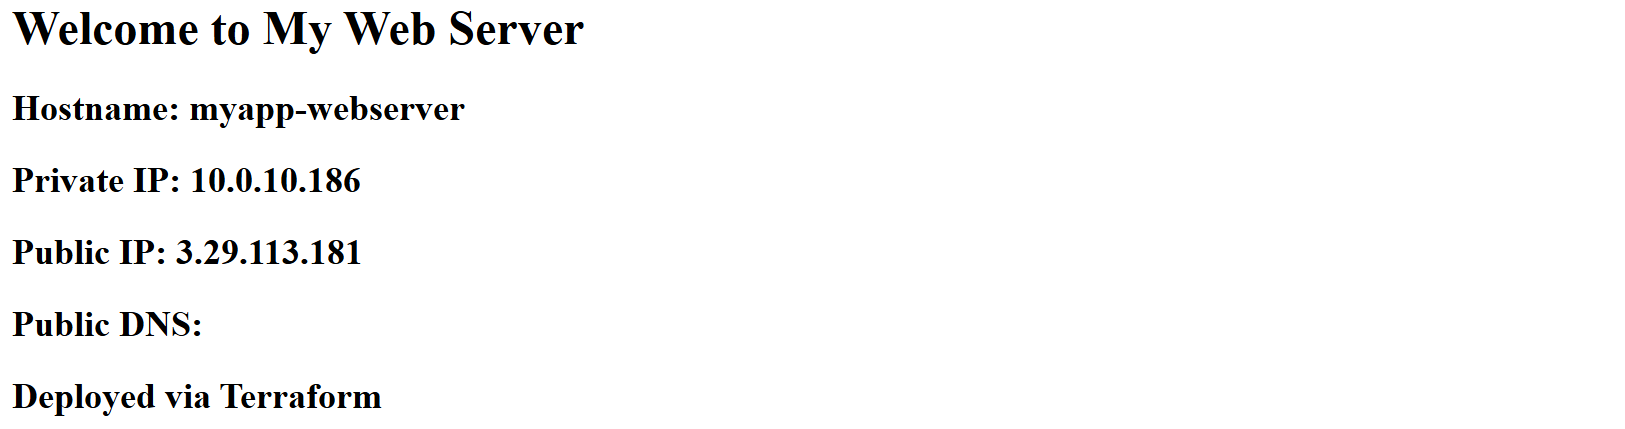 Welcome to My Web Server
Hostname: myapp-webserver
Private IP: 10.0.10.186
Public IP: 3.29.113.181
Public DNS:
Deployed via Terraform